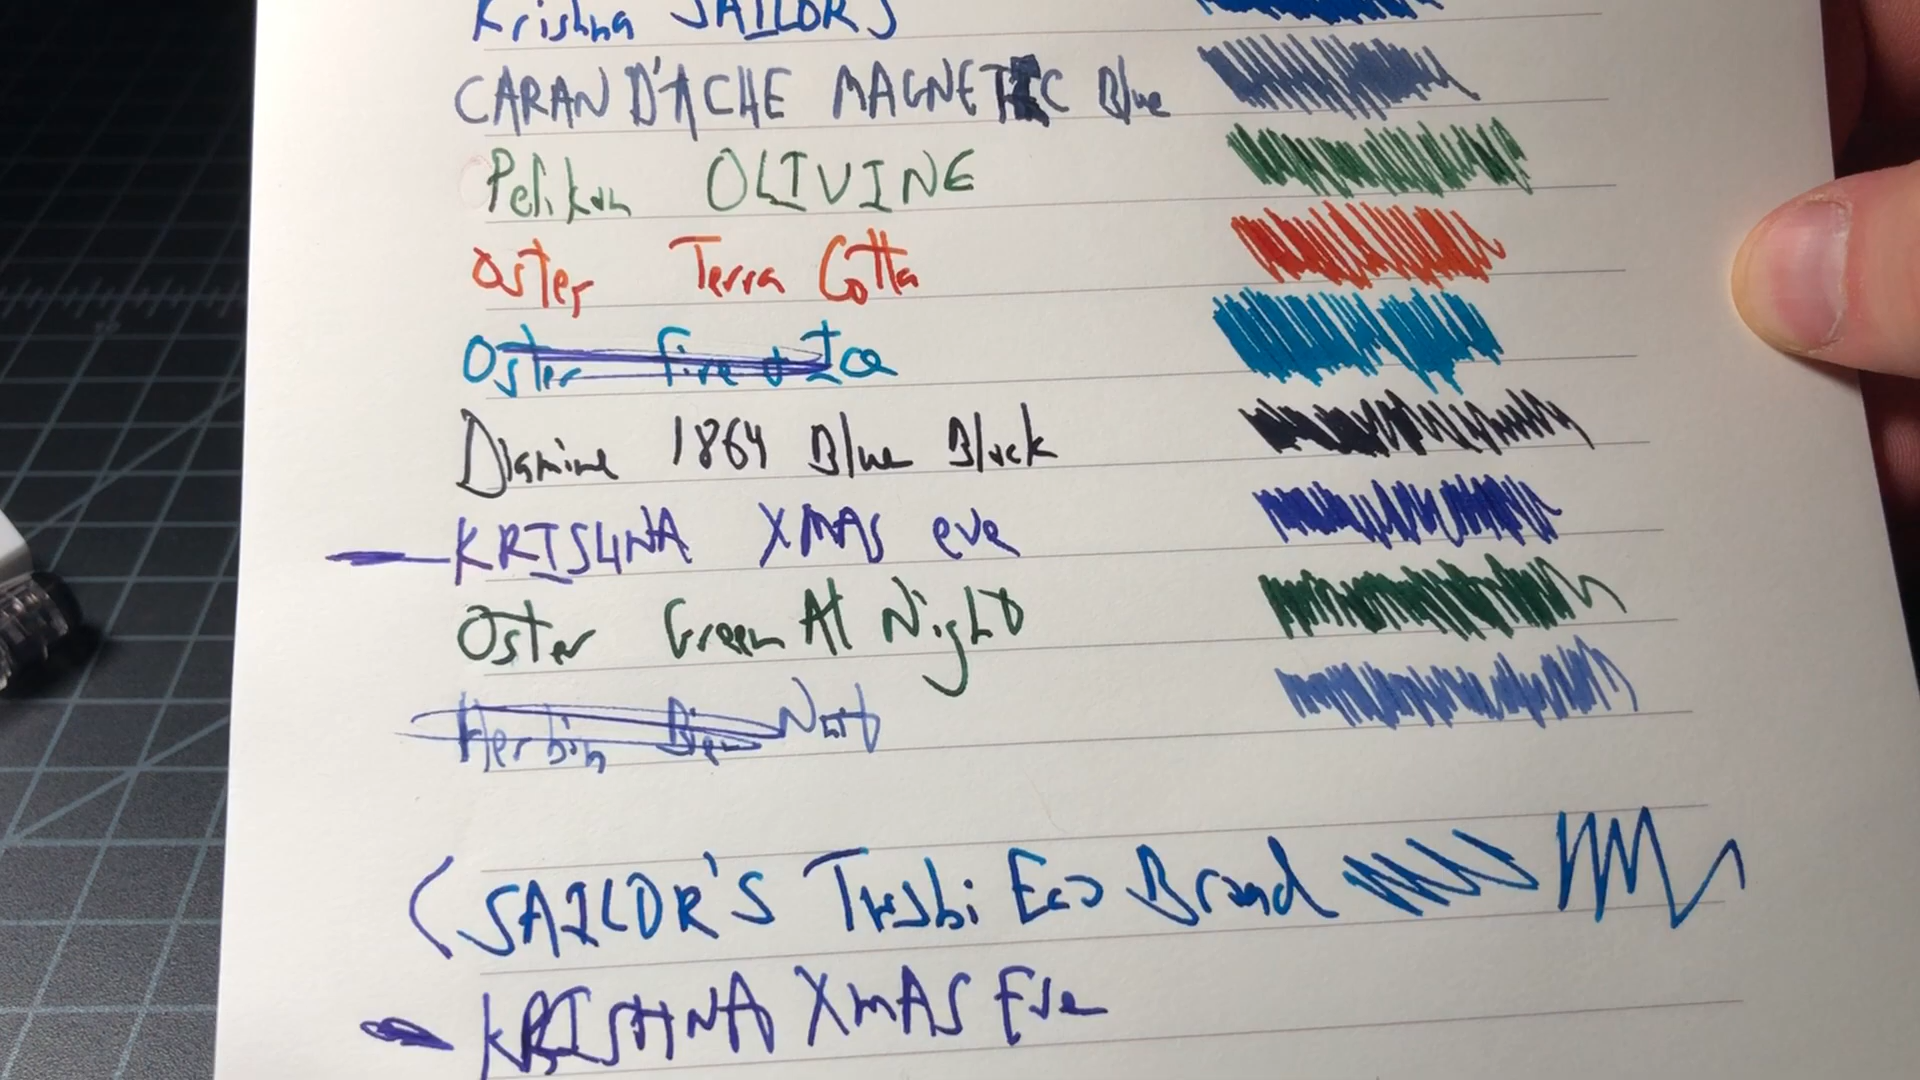 Krishna SAILORS
CARAN D'ACHE MAGNETIC Blue
Pelikan OLIVINE
Oster Terra Cotta
Oster Fire + Ice
Diamine 1864 Blue Black
KRISHNA XMAS eve
Oster Green At Night
Herbin Bleu Nuit
(SAILOR'S Eco Brand
KRISHNA XMAS Eve